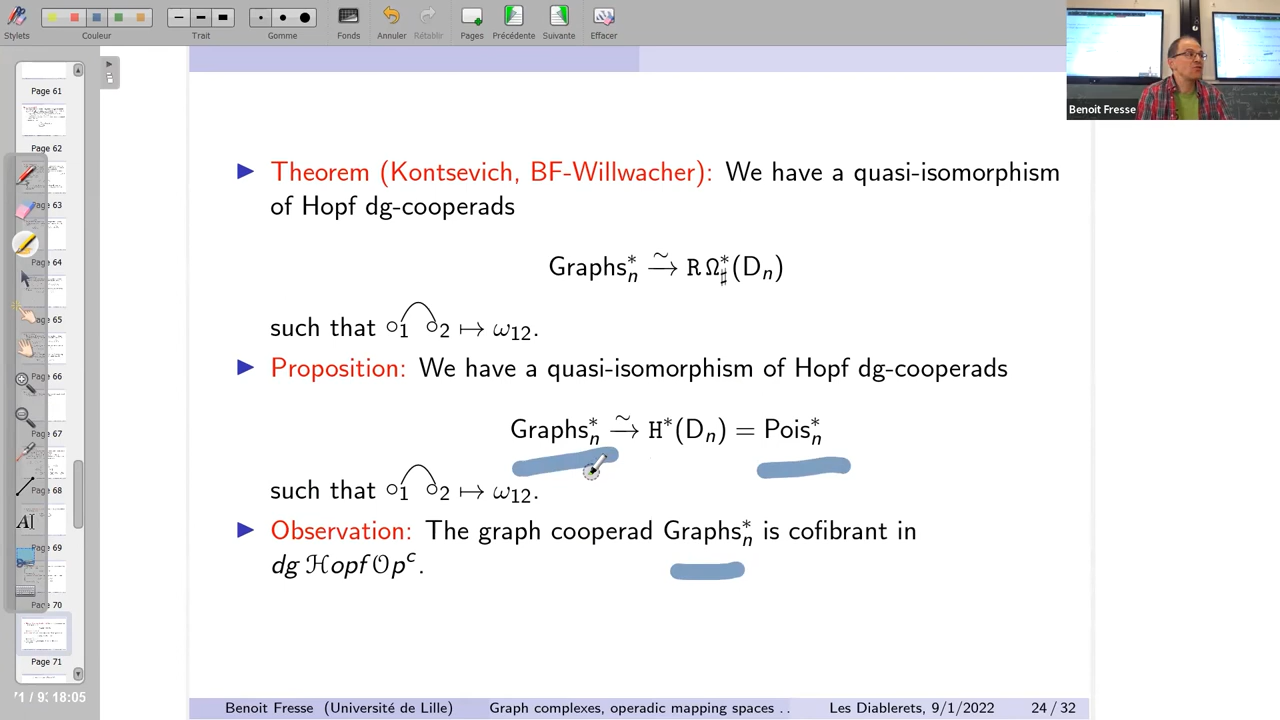 Stylets Couleur Trait Gomme Fonds Annuler Rétablir Pages Précédente Suivante Effacer
Benoit Fresse
Page 61
Page 62
Page 63
Page 64
Page 65
Page 66
Page 67
Page 68
Page 69
Page 70
Page 71
18:05
Theorem (Kontsevich, BF-Willwacher): We have a quasi-isomorphism
of Hopf dg-cooperads
Graphs*n ∼→ R Ω*♯(Dn)
such that ○1 ○2 ↦ ω12.
Proposition: We have a quasi-isomorphism of Hopf dg-cooperads
Graphs*n ∼→ H*(Dn) = Pois*n
such that ○1 ○2 ↦ ω12.
Observation: The graph cooperad Graphs*n is cofibrant in
dg HopfOpc.
Benoit Fresse (Université de Lille) Graph complexes, operadic mapping spaces .. Les Diablerets, 9/1/2022 24 / 32